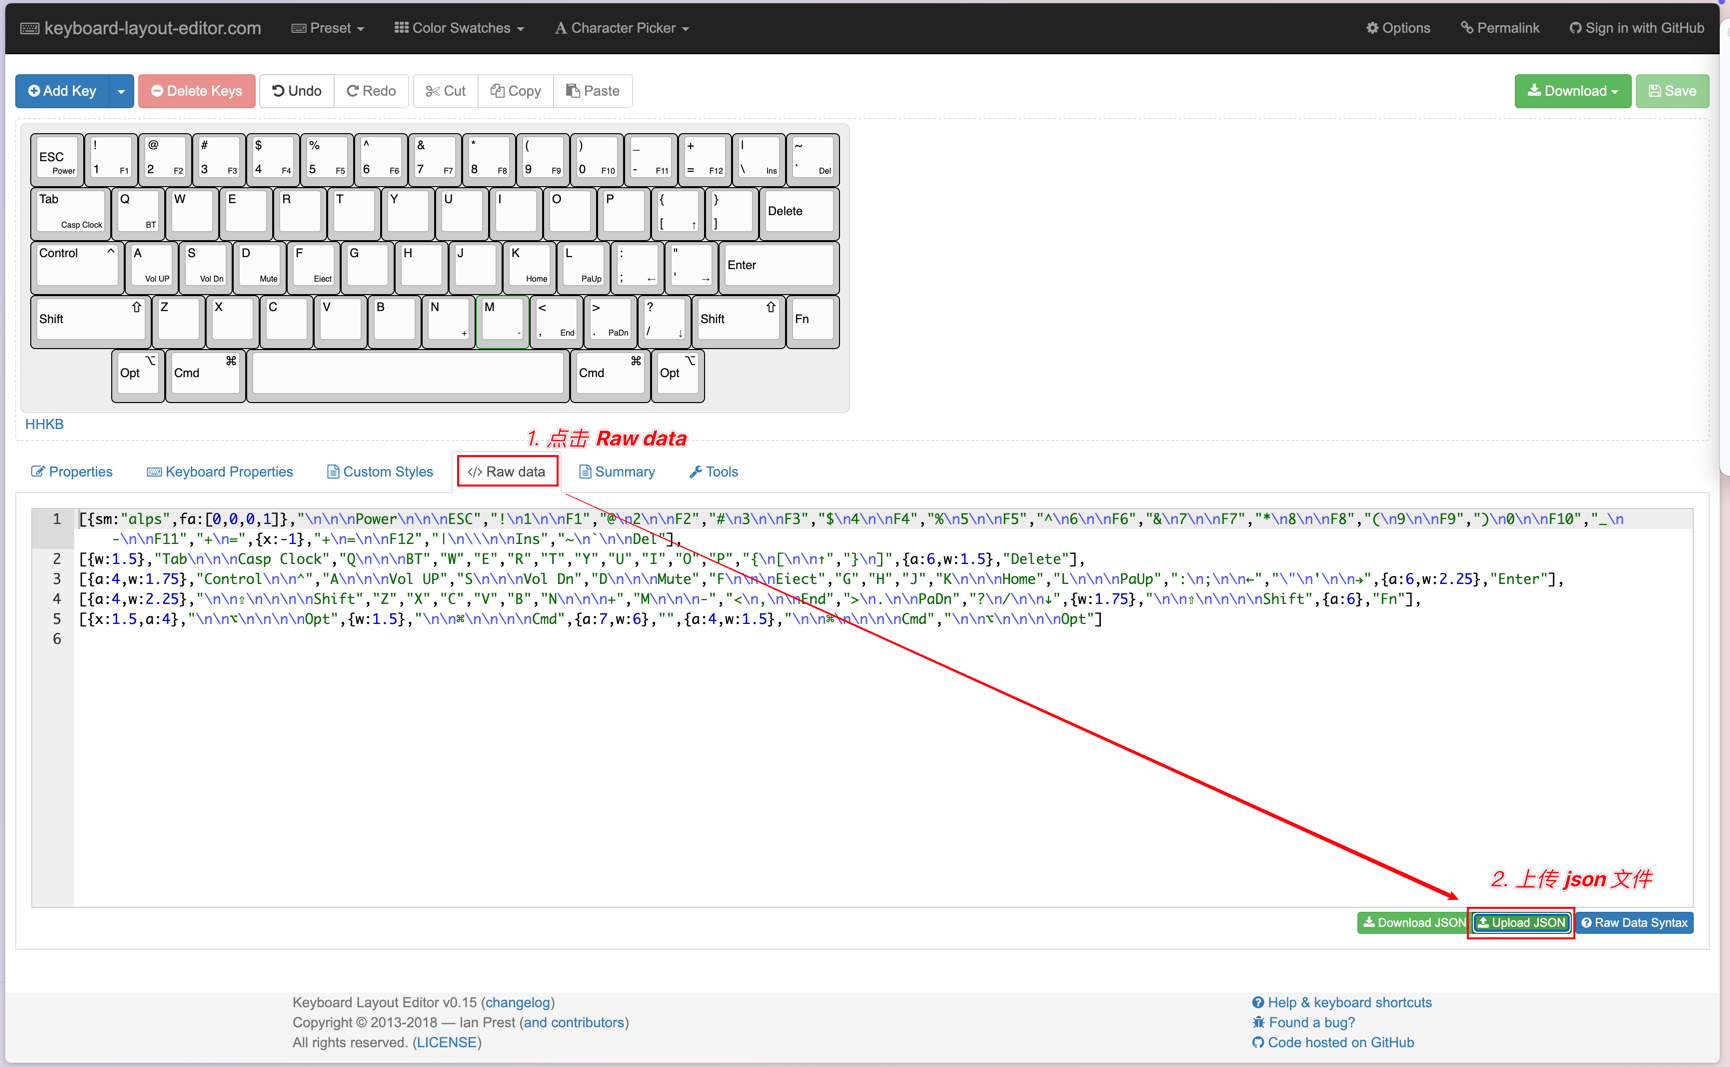 keyboard-layout-editor.com Preset Color Swatches Character Picker Options Permalink Sign in with GitHub
Add Key Delete Keys Undo Redo Cut Copy Paste Download Save
ESC Power ! 1 F1 @ 2 F2 # 3 F3 $ 4 F4 % 5 F5 ^ 6 F6 & 7 F7 * 8 F8 ( 9 F9 ) 0 F10 _ - F11 + = F12 | \ Ins ~ ` Del
Tab Casp Clock Q BT W E R T Y U I O P { [ ↑ } ] Delete
Control ^ A Vol UP S Vol Dn D Mute F Eiect G H J K Home L PaUp : ; ← " ' → Enter
Shift ⇧ Z X C V B N + M - < , End > . PaDn ? / ↓ Shift ⇧ Fn
Opt ⌥ Cmd ⌘ Cmd ⌘ Opt ⌥
HHKB
1. 点击 Raw data
Properties Keyboard Properties Custom Styles </> Raw data Summary Tools
1 [{sm:"alps",fa:[0,0,0,1]},"\n\n\nPower\n\n\nESC","!\n1\n\nF1","@\n2\n\nF2","#\n3\n\nF3","$\n4\n\nF4","%\n5\n\nF5","^\n6\n\nF6","&\n7\n\nF7","*\n8\n\nF8","(\n9\n\nF9",")\n0\n\nF10","_\n
-\n\nF11","+\n=",{x:-1},"+\n=\n\nF12","|\n\\\n\nIns","~\n`\n\nDel"],
2 [{w:1.5},"Tab\n\n\nCasp Clock","Q\n\n\nBT","W","E","R","T","Y","U","I","O","P","{\n[\n\n↑","}\n]",{a:6,w:1.5},"Delete"],
3 [{a:4,w:1.75},"Control\n\n^","A\n\n\nVol UP","S\n\n\nVol Dn","D\n\n\nMute","F\n\n\nEiect","G","H","J","K\n\n\nHome","L\n\n\nPaUp",":\n;\n\n←","\"\n'\n\n→",{a:6,w:2.25},"Enter"],
4 [{a:4,w:2.25},"\n\n⇧\n\n\n\nShift","Z","X","C","V","B","N\n\n\n+","M\n\n\n-","<\n,\n\nEnd",">\n.\n\nPaDn","?\n/\n\n↓",{w:1.75},"\n\n⇧\n\n\n\nShift",{a:6},"Fn"],
5 [{x:1.5,a:4},"\n\n⌥\n\n\n\nOpt",{w:1.5},"\n\n⌘\n\n\n\nCmd",{a:7,w:6},"",{a:4,w:1.5},"\n\n⌘\n\n\n\nCmd","\n\n⌥\n\n\n\nOpt"]
6
2. 上传 json 文件
Download JSON Upload JSON Raw Data Syntax
Keyboard Layout Editor v0.15 (changelog)
Copyright © 2013-2018 — Ian Prest (and contributors)
All rights reserved. (LICENSE)
Help & keyboard shortcuts
Found a bug?
Code hosted on GitHub